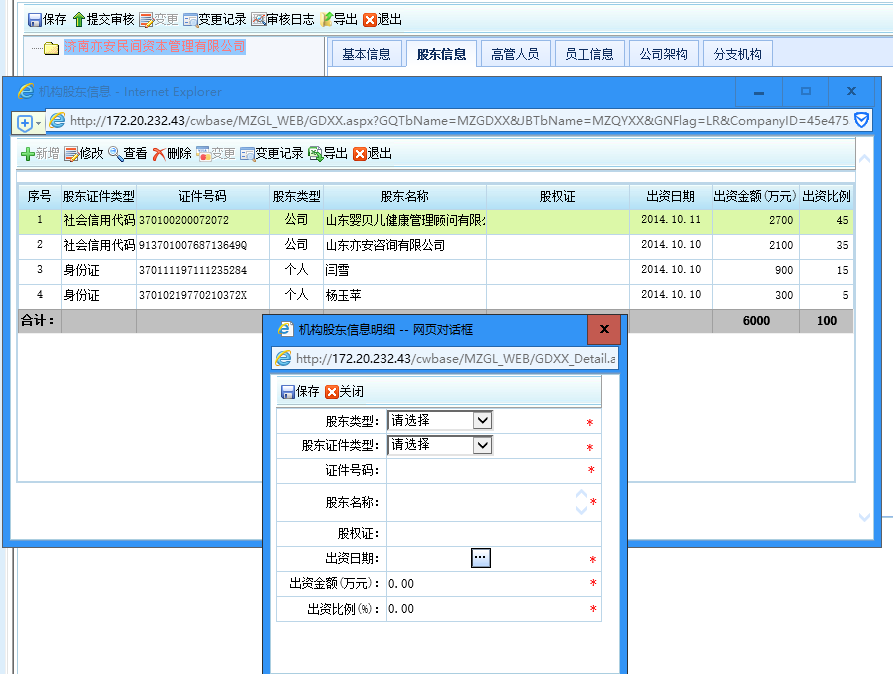 保存 提交审核 变更 变更记录 审核日志 导出 退出
济南亦安民间资本管理有限公司
基本信息 股东信息 高管人员 员工信息 公司架构 分支机构
机构股东信息 - Internet Explorer
http://172.20.232.43/cwbase/MZGL_WEB/GDXX.aspx?GQTbName=MZGDXX&JBTbName=MZQYXX&GNFlag=LR&CompanyID=45e475
新增 修改 查看 删除 变更 变更记录 导出 退出
序号 股东证件类型 证件号码 股东类型 股东名称 股权证 出资日期 出资金额(万元) 出资比例
1 社会信用代码 370100200072072 公司 山东婴贝儿健康管理顾问有限 2014.10.11 2700 45
2 社会信用代码 91370100768713649Q 公司 山东亦安咨询有限公司 2014.10.10 2100 35
3 身份证 370111197111235284 个人 闫雪 2014.10.10 900 15
4 身份证 37010219770210372X 个人 杨玉苹 2014.10.10 300 5
合计： 6000 100
机构股东信息明细 -- 网页对话框
http://172.20.232.43/cwbase/MZGL_WEB/GDXX_Detail.a
保存 关闭
股东类型： 请选择 *
股东证件类型： 请选择 *
证件号码： *
股东名称： *
股权证：
出资日期： ... *
出资金额(万元)： 0.00 *
出资比例(%)： 0.00 *